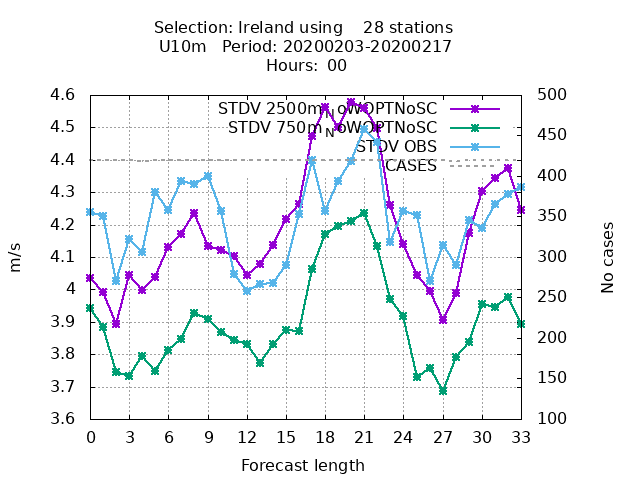 Selection: Ireland using    28 stations
U10m   Period: 20200203-20200217
Hours:  00
STDV 2500mNoWOPTNoSC
STDV 750mNoWOPTNoSC
STDV OBS
CASES
4.6
4.5
4.4
4.3
4.2
4.1
4
3.9
3.8
3.7
3.6
m/s
500
450
400
350
300
250
200
150
100
No cases
0 3 6 9 12 15 18 21 24 27 30 33
Forecast length